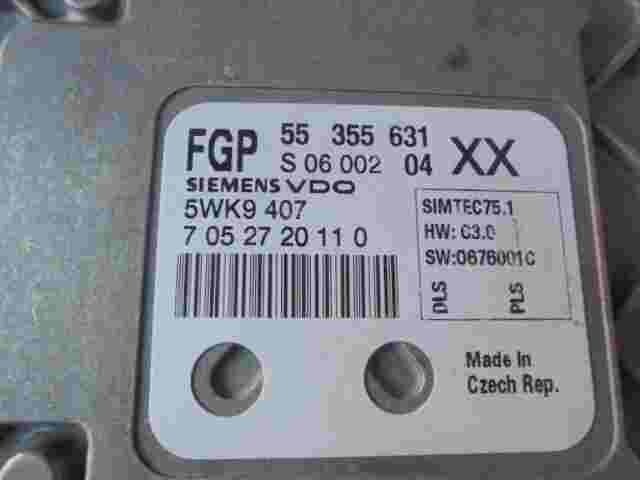 FGP 55 355 631 XX
S 06 002 04
SIEMENS VDO
5WK9 407
7 05 27 20 11 0
SIMTEC75.1
HW: C3.0
SW:0676001C
DLS PLS
Made In
Czech Rep.